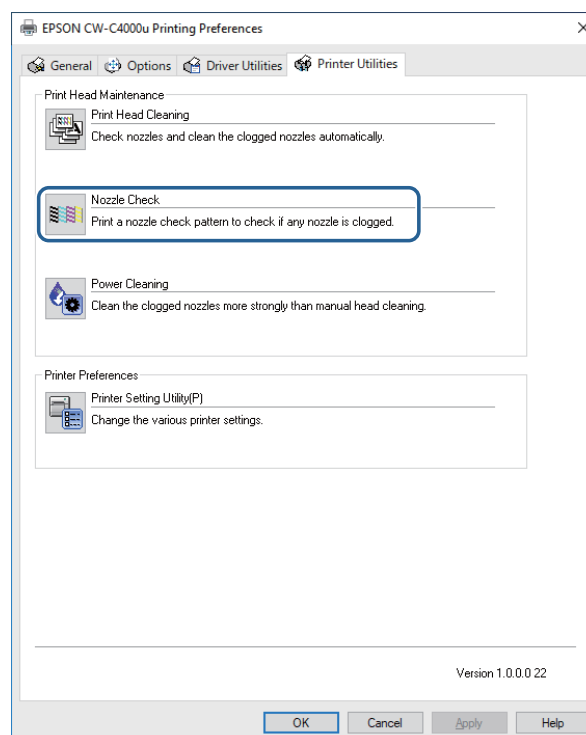 EPSON CW-C4000u Printing Preferences
General Options Driver Utilities Printer Utilities
Print Head Maintenance
Print Head Cleaning
Check nozzles and clean the clogged nozzles automatically.
Nozzle Check
Print a nozzle check pattern to check if any nozzle is clogged.
Power Cleaning
Clean the clogged nozzles more strongly than manual head cleaning.
Printer Preferences
Printer Setting Utility(P)
Change the various printer settings.
Version 1.0.0.0 22
OK Cancel Apply Help